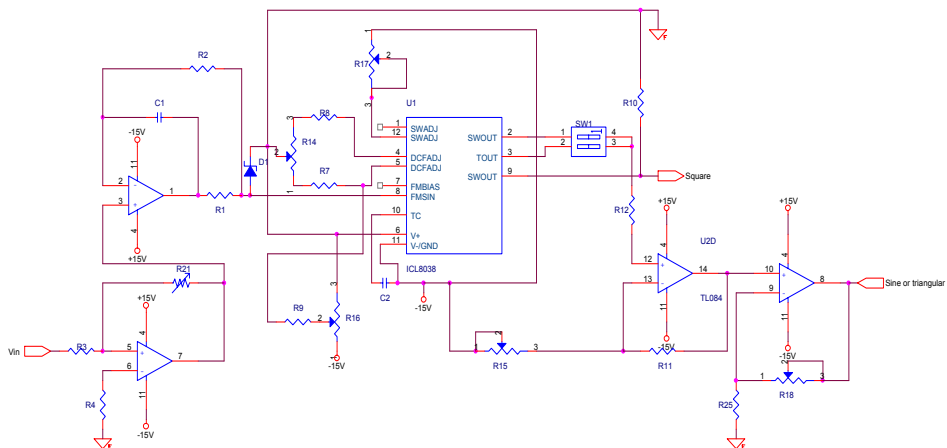 R2
C1
-15V
11
2
3
1
4
+15V
R1
D1
R21
+15V
4
Vin
R3
5
6
7
11
R4
-15V
F
F
1
R17
2
3
U1
R8
3
R14
2
1
R7
1 SWADJ
12 SWADJ
4 DCFADJ
5 DCFADJ
7 FMBIAS
8 FMSIN
10 TC
6 V+
11 V-/GND
SWOUT 2
TOUT 3
SWOUT 9
ICL8038
C2
-15V
R9
2
3
R16
1
-15V
SW1
1
1 4
2 3
R10
Square
R12
U2D
+15V
4
12
13
14
TL084
11
-15V
2
1 3
R15
R11
+15V
4
10
9
8
11
-15V
Sine or triangular
2
1 3
R18
R25
F